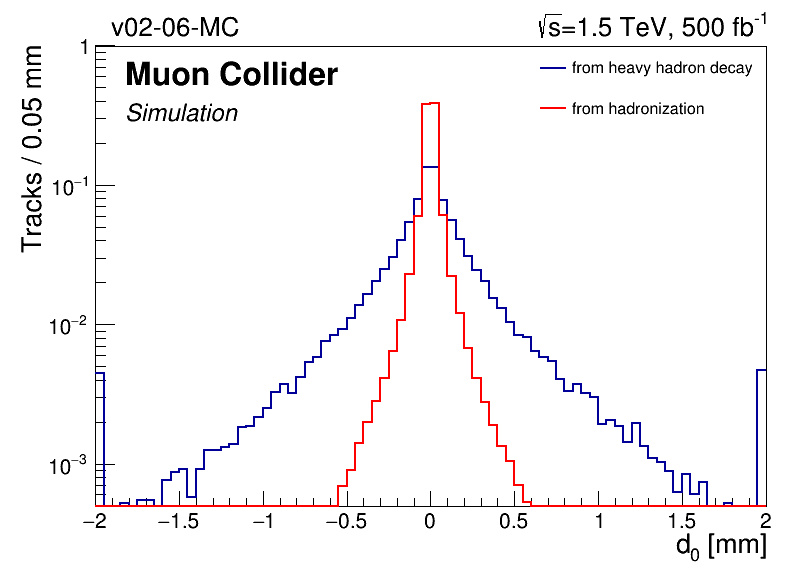 v02-06-MC
√s=1.5 TeV, 500 fb⁻¹
Muon Collider
Simulation
from heavy hadron decay
from hadronization
Tracks / 0.05 mm
1
10⁻¹
10⁻²
10⁻³
−2 −1.5 −1 −0.5 0 0.5 1 1.5 2
d₀ [mm]